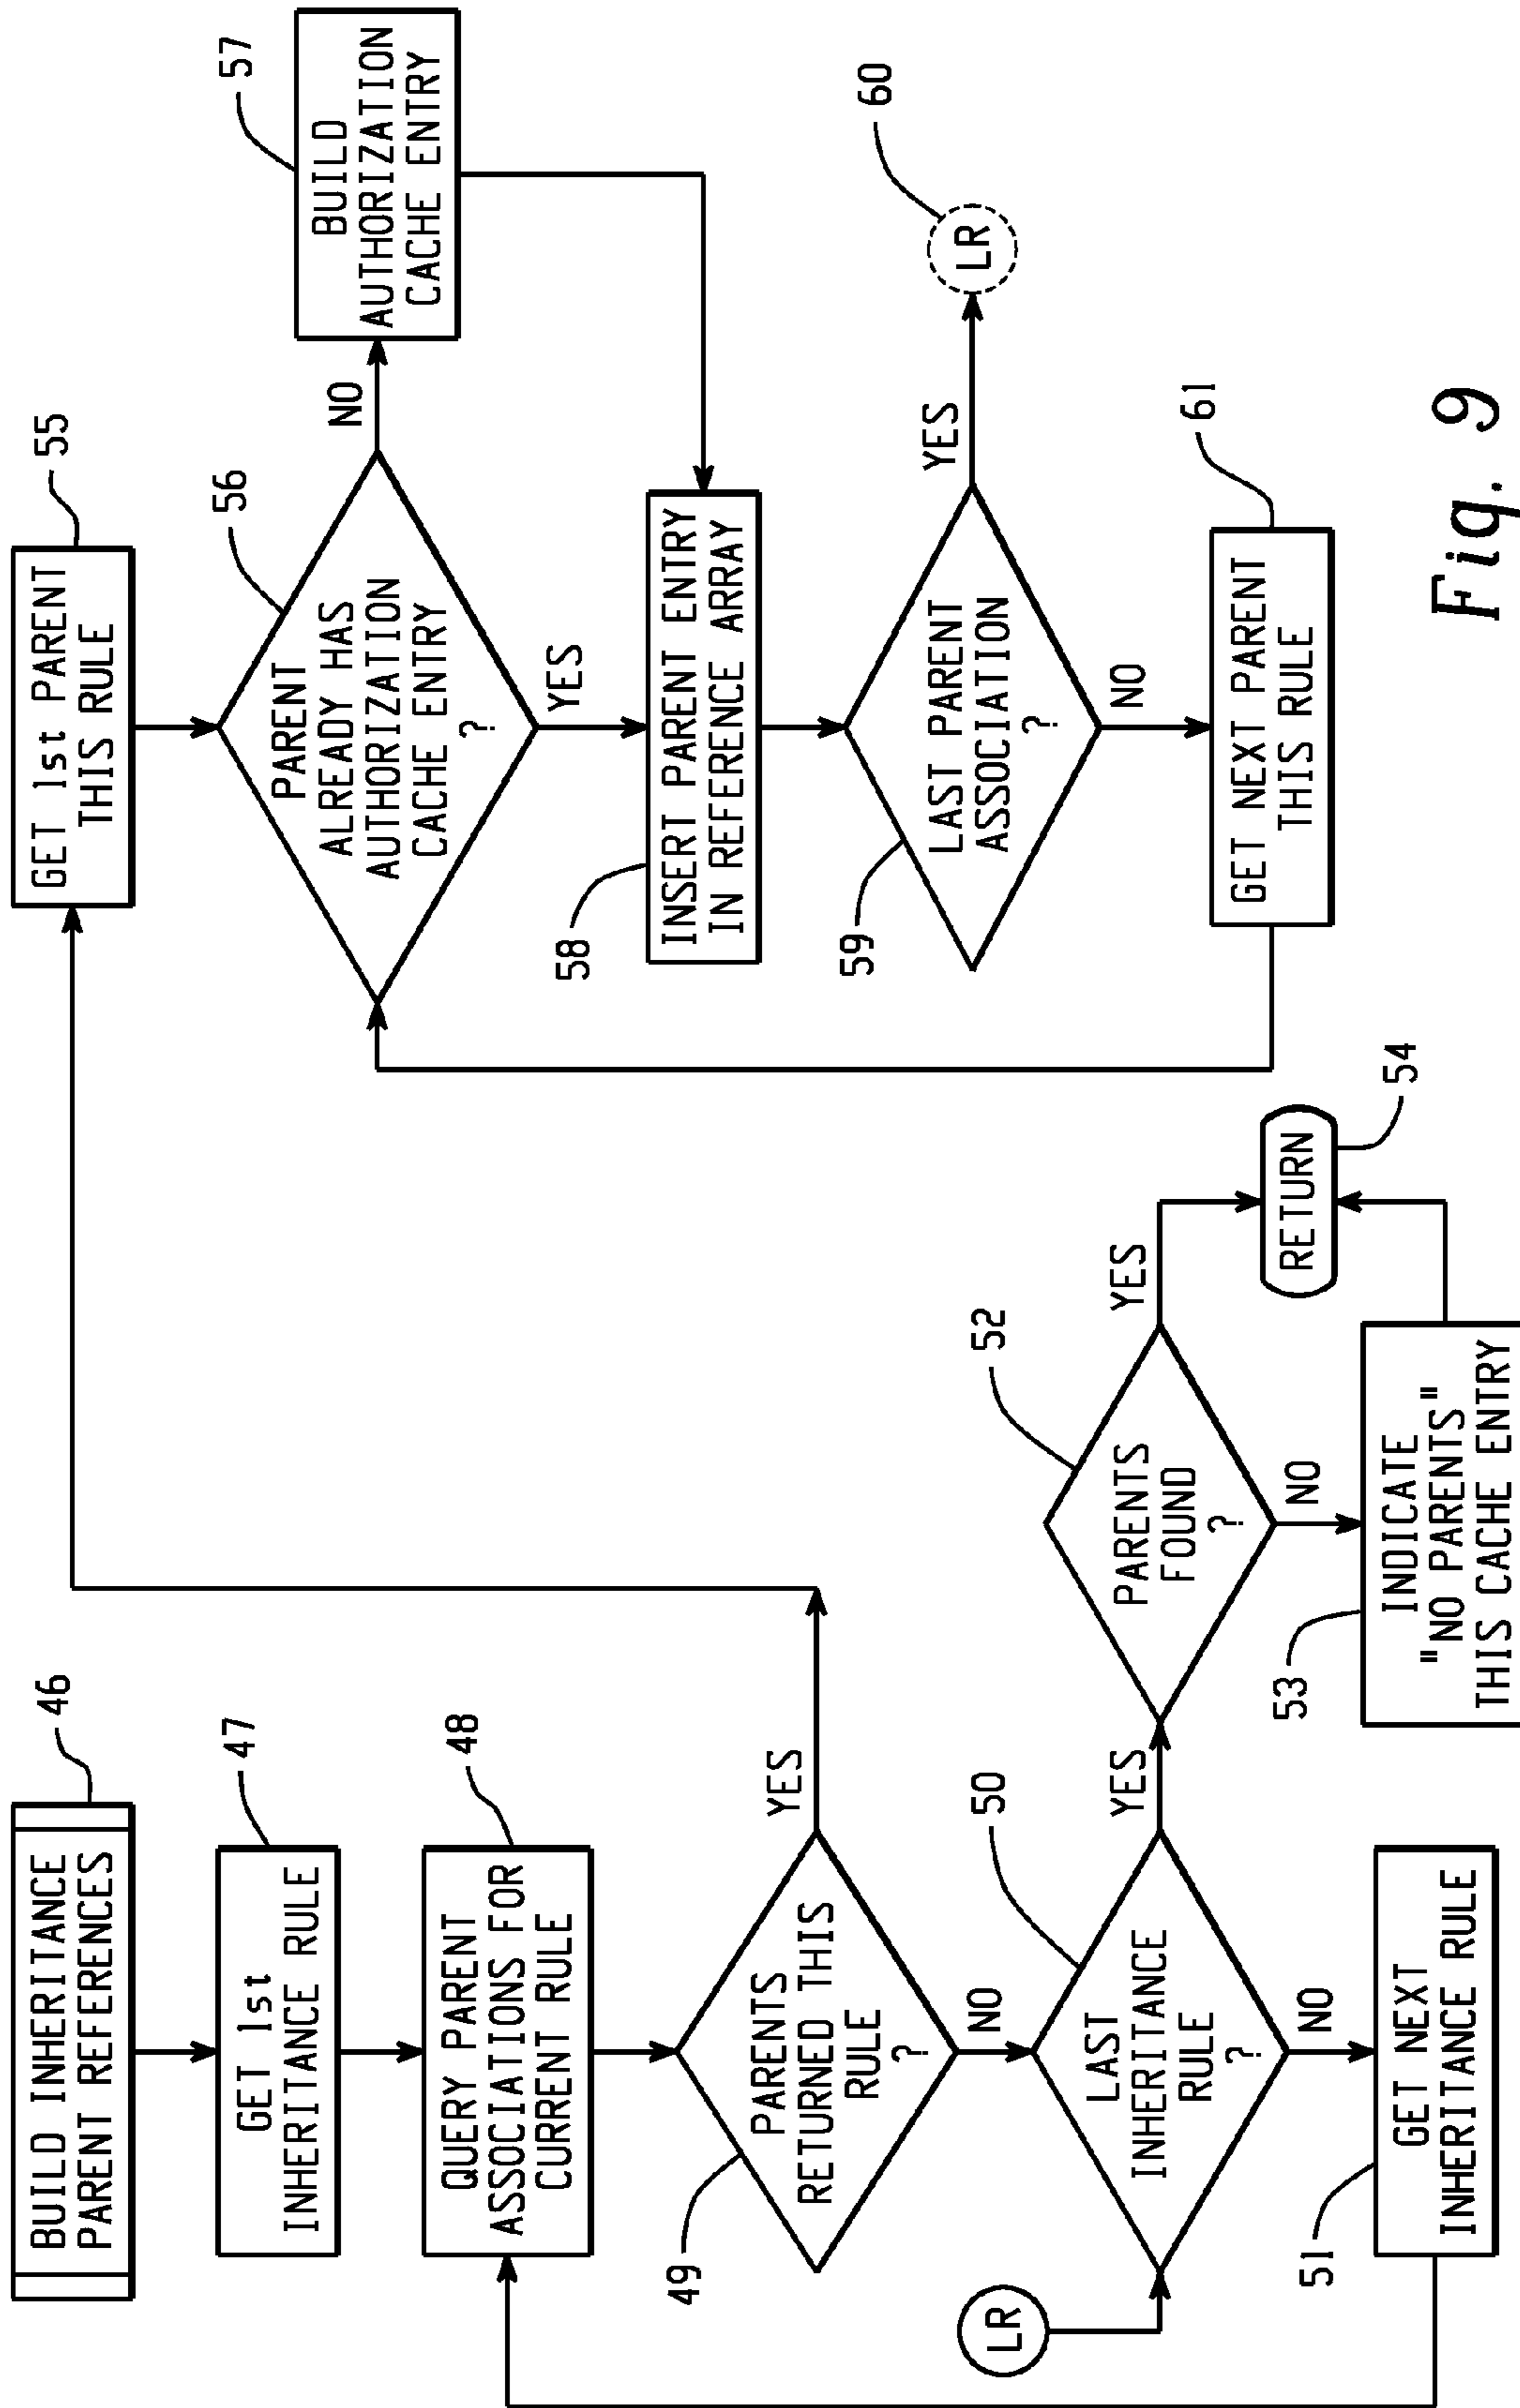 46
BUILD INHERITANCE
PARENT REFERENCES
47
GET 1st
INHERITANCE RULE
48
QUERY PARENT
ASSOCIATIONS FOR
CURRENT RULE
49
PARENTS
RETURNED THIS
RULE
?
YES
NO
LR
50
LAST
INHERITANCE
RULE
?
YES
NO
51
GET NEXT
INHERITANCE RULE
52
PARENTS
FOUND
?
YES
NO
53
INDICATE
"NO PARENTS"
THIS CACHE ENTRY
RETURN
54
55
GET 1st PARENT
THIS RULE
56
PARENT
ALREADY HAS
AUTHORIZATION
CACHE ENTRY
?
NO
YES
57
BUILD
AUTHORIZATION
CACHE ENTRY
58
INSERT PARENT ENTRY
IN REFERENCE ARRAY
59
LAST PARENT
ASSOCIATION
?
YES
NO
60
LR
61
GET NEXT PARENT
THIS RULE
Fig. 9